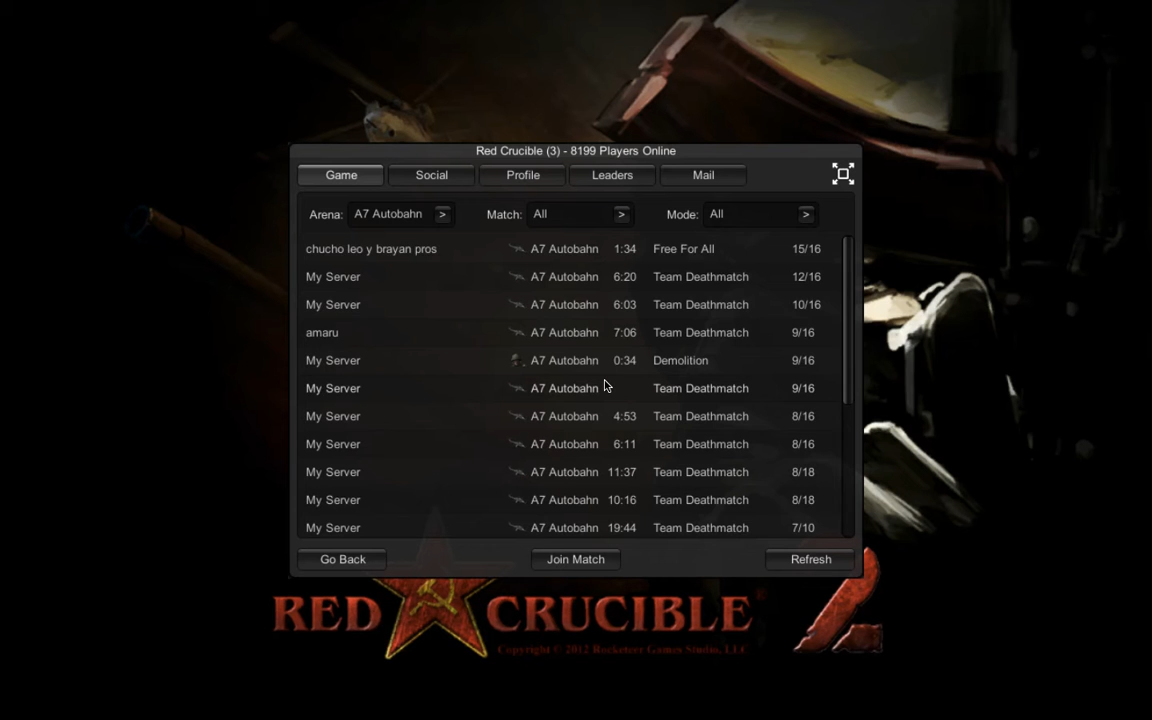 Red Crucible (3) - 8199 Players Online
Game Social Profile Leaders Mail
Arena: A7 Autobahn > Match: All > Mode: All >
chucho leo y brayan pros A7 Autobahn 1:34 Free For All 15/16
My Server A7 Autobahn 6:20 Team Deathmatch 12/16
My Server A7 Autobahn 6:03 Team Deathmatch 10/16
amaru A7 Autobahn 7:06 Team Deathmatch 9/16
My Server A7 Autobahn 0:34 Demolition 9/16
My Server A7 Autobahn Team Deathmatch 9/16
My Server A7 Autobahn 4:53 Team Deathmatch 8/16
My Server A7 Autobahn 6:11 Team Deathmatch 8/16
My Server A7 Autobahn 11:37 Team Deathmatch 8/18
My Server A7 Autobahn 10:16 Team Deathmatch 8/18
My Server A7 Autobahn 19:44 Team Deathmatch 7/10
Go Back Join Match Refresh
RED CRUCIBLE® 2
Copyright © 2012 Rocketeer Games Studio, LLC